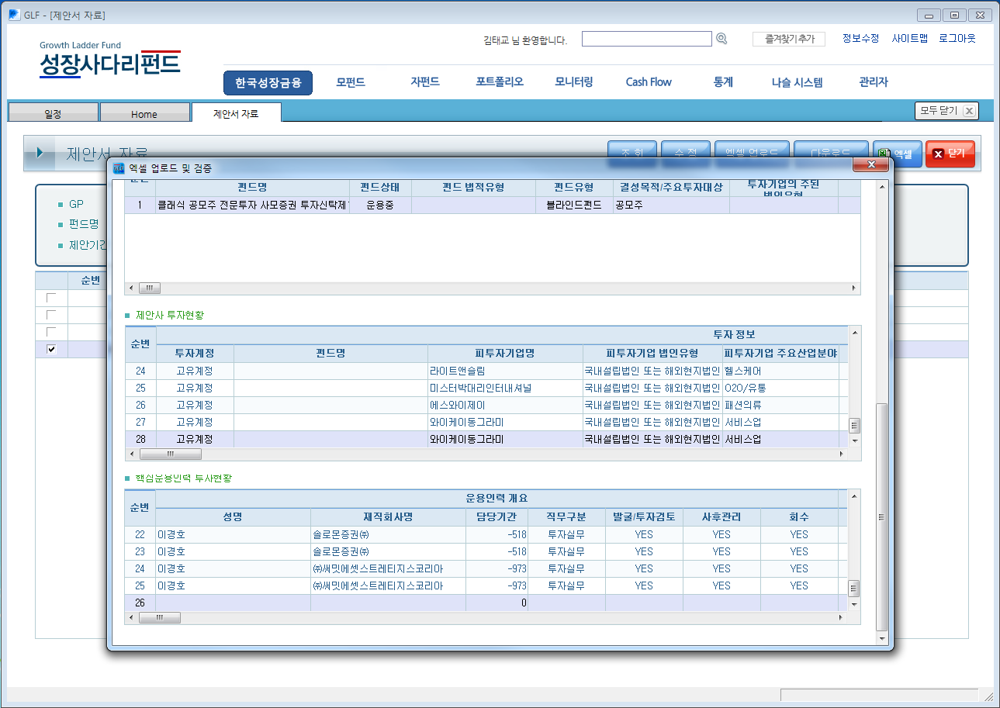 GLF - [제안서 자료]
Growth Ladder Fund
성장사다리펀드
김태교 님 환영합니다.
즐겨찾기 추가
정보수정 사이트맵 로그아웃
한국성장금융 모펀드 자펀드 포트폴리오 모니터링 Cash Flow 통계 나슬 시스템 관리자
일정 Home 제안서 자료 모두 닫기
제안서 자료
조 회 수 정 엑셀 업로드 다운로드 엑셀 닫기
엑셀 업로드 및 검증
GP
펀드명
제안기간
순번
순번 펀드명 펀드상태 펀드 법적유형 펀드유형 결성목적/주요투자대상 투자기업의 주된
법인유형
1 클래식 공모주 전문투자 사모증권 투자신탁제1 운용중 블라인드펀드 공모주
제안사 투자현황
순번 투자 정보
투자계정 펀드명 피투자기업명 피투자기업 법인유형 피투자기업 주요산업분야
24 고유계정 라이트앤슬림 국내설립법인 또는 해외현지법인 헬스케어
25 고유계정 미스터박대리인터내셔널 국내설립법인 또는 해외현지법인 O2O/유통
26 고유계정 에스와이제이 국내설립법인 또는 해외현지법인 패션의류
27 고유계정 와이케이동그라미 국내설립법인 또는 해외현지법인 서비스업
28 고유계정 와이케이동그라미 국내설립법인 또는 해외현지법인 서비스업
핵심운용인력 투자현황
순번 운용인력 개요
성명 재직회사명 담당기간 직무구분 발굴/투자검토 사후관리 회수
22 이경호 솔로몬증권㈜ -518 투자실무 YES YES YES
23 이경호 솔로몬증권㈜ -518 투자실무 YES YES YES
24 이경호 ㈜써밋에셋스트레티지스코리아 -973 투자실무 YES YES YES
25 이경호 ㈜써밋에셋스트레티지스코리아 -973 투자실무 YES YES YES
26 0